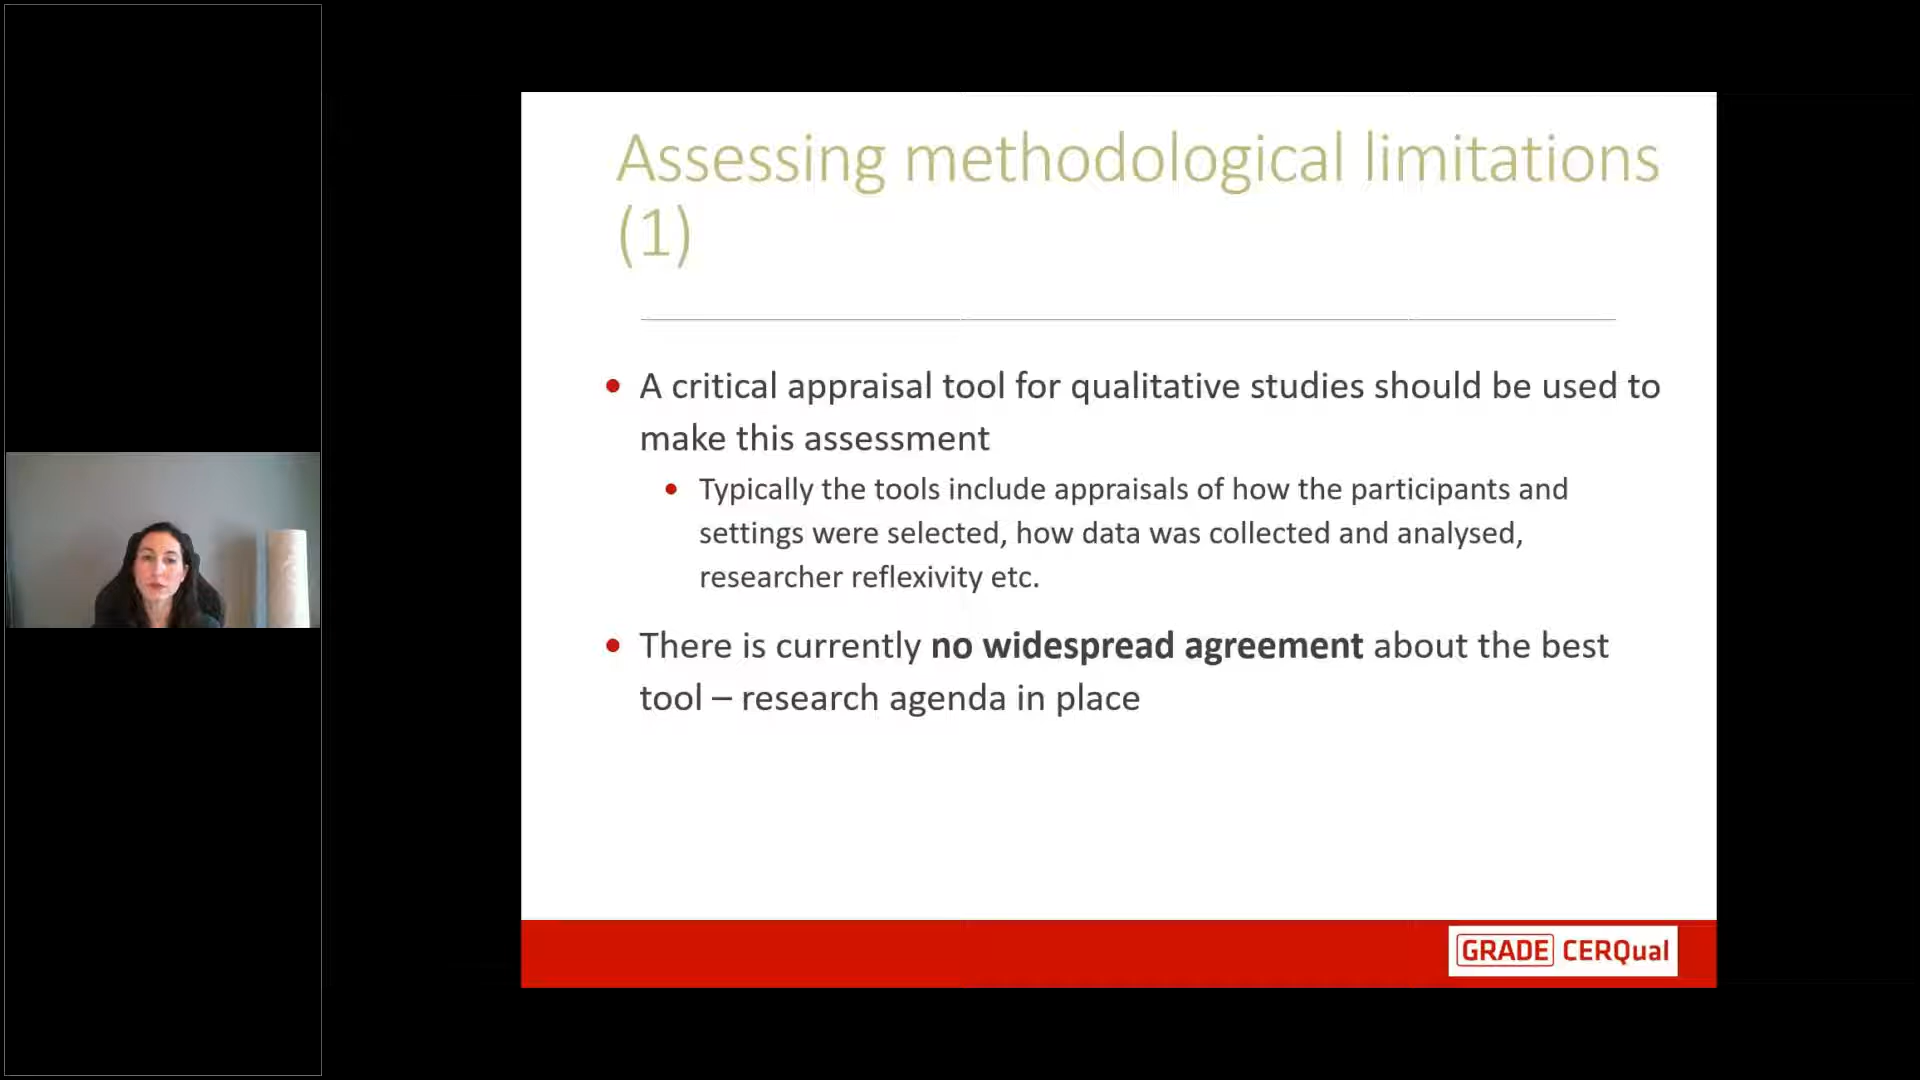 Assessing methodological limitations
(1)
• A critical appraisal tool for qualitative studies should be used to
make this assessment
• Typically the tools include appraisals of how the participants and
settings were selected, how data was collected and analysed,
researcher reflexivity etc.
• There is currently no widespread agreement about the best
tool – research agenda in place
GRADE CERQual